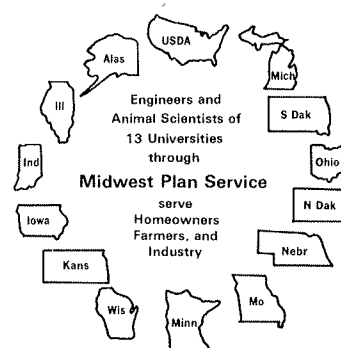 USDA
Alas
Mich
Ill
Engineers and
Animal Scientists of
13 Universities
through
Midwest Plan Service
serve
Homeowners
Farmers, and
Industry
S Dak
Ind
Ohio
Iowa
N Dak
Kans
Nebr
Wis
Minn
Mo